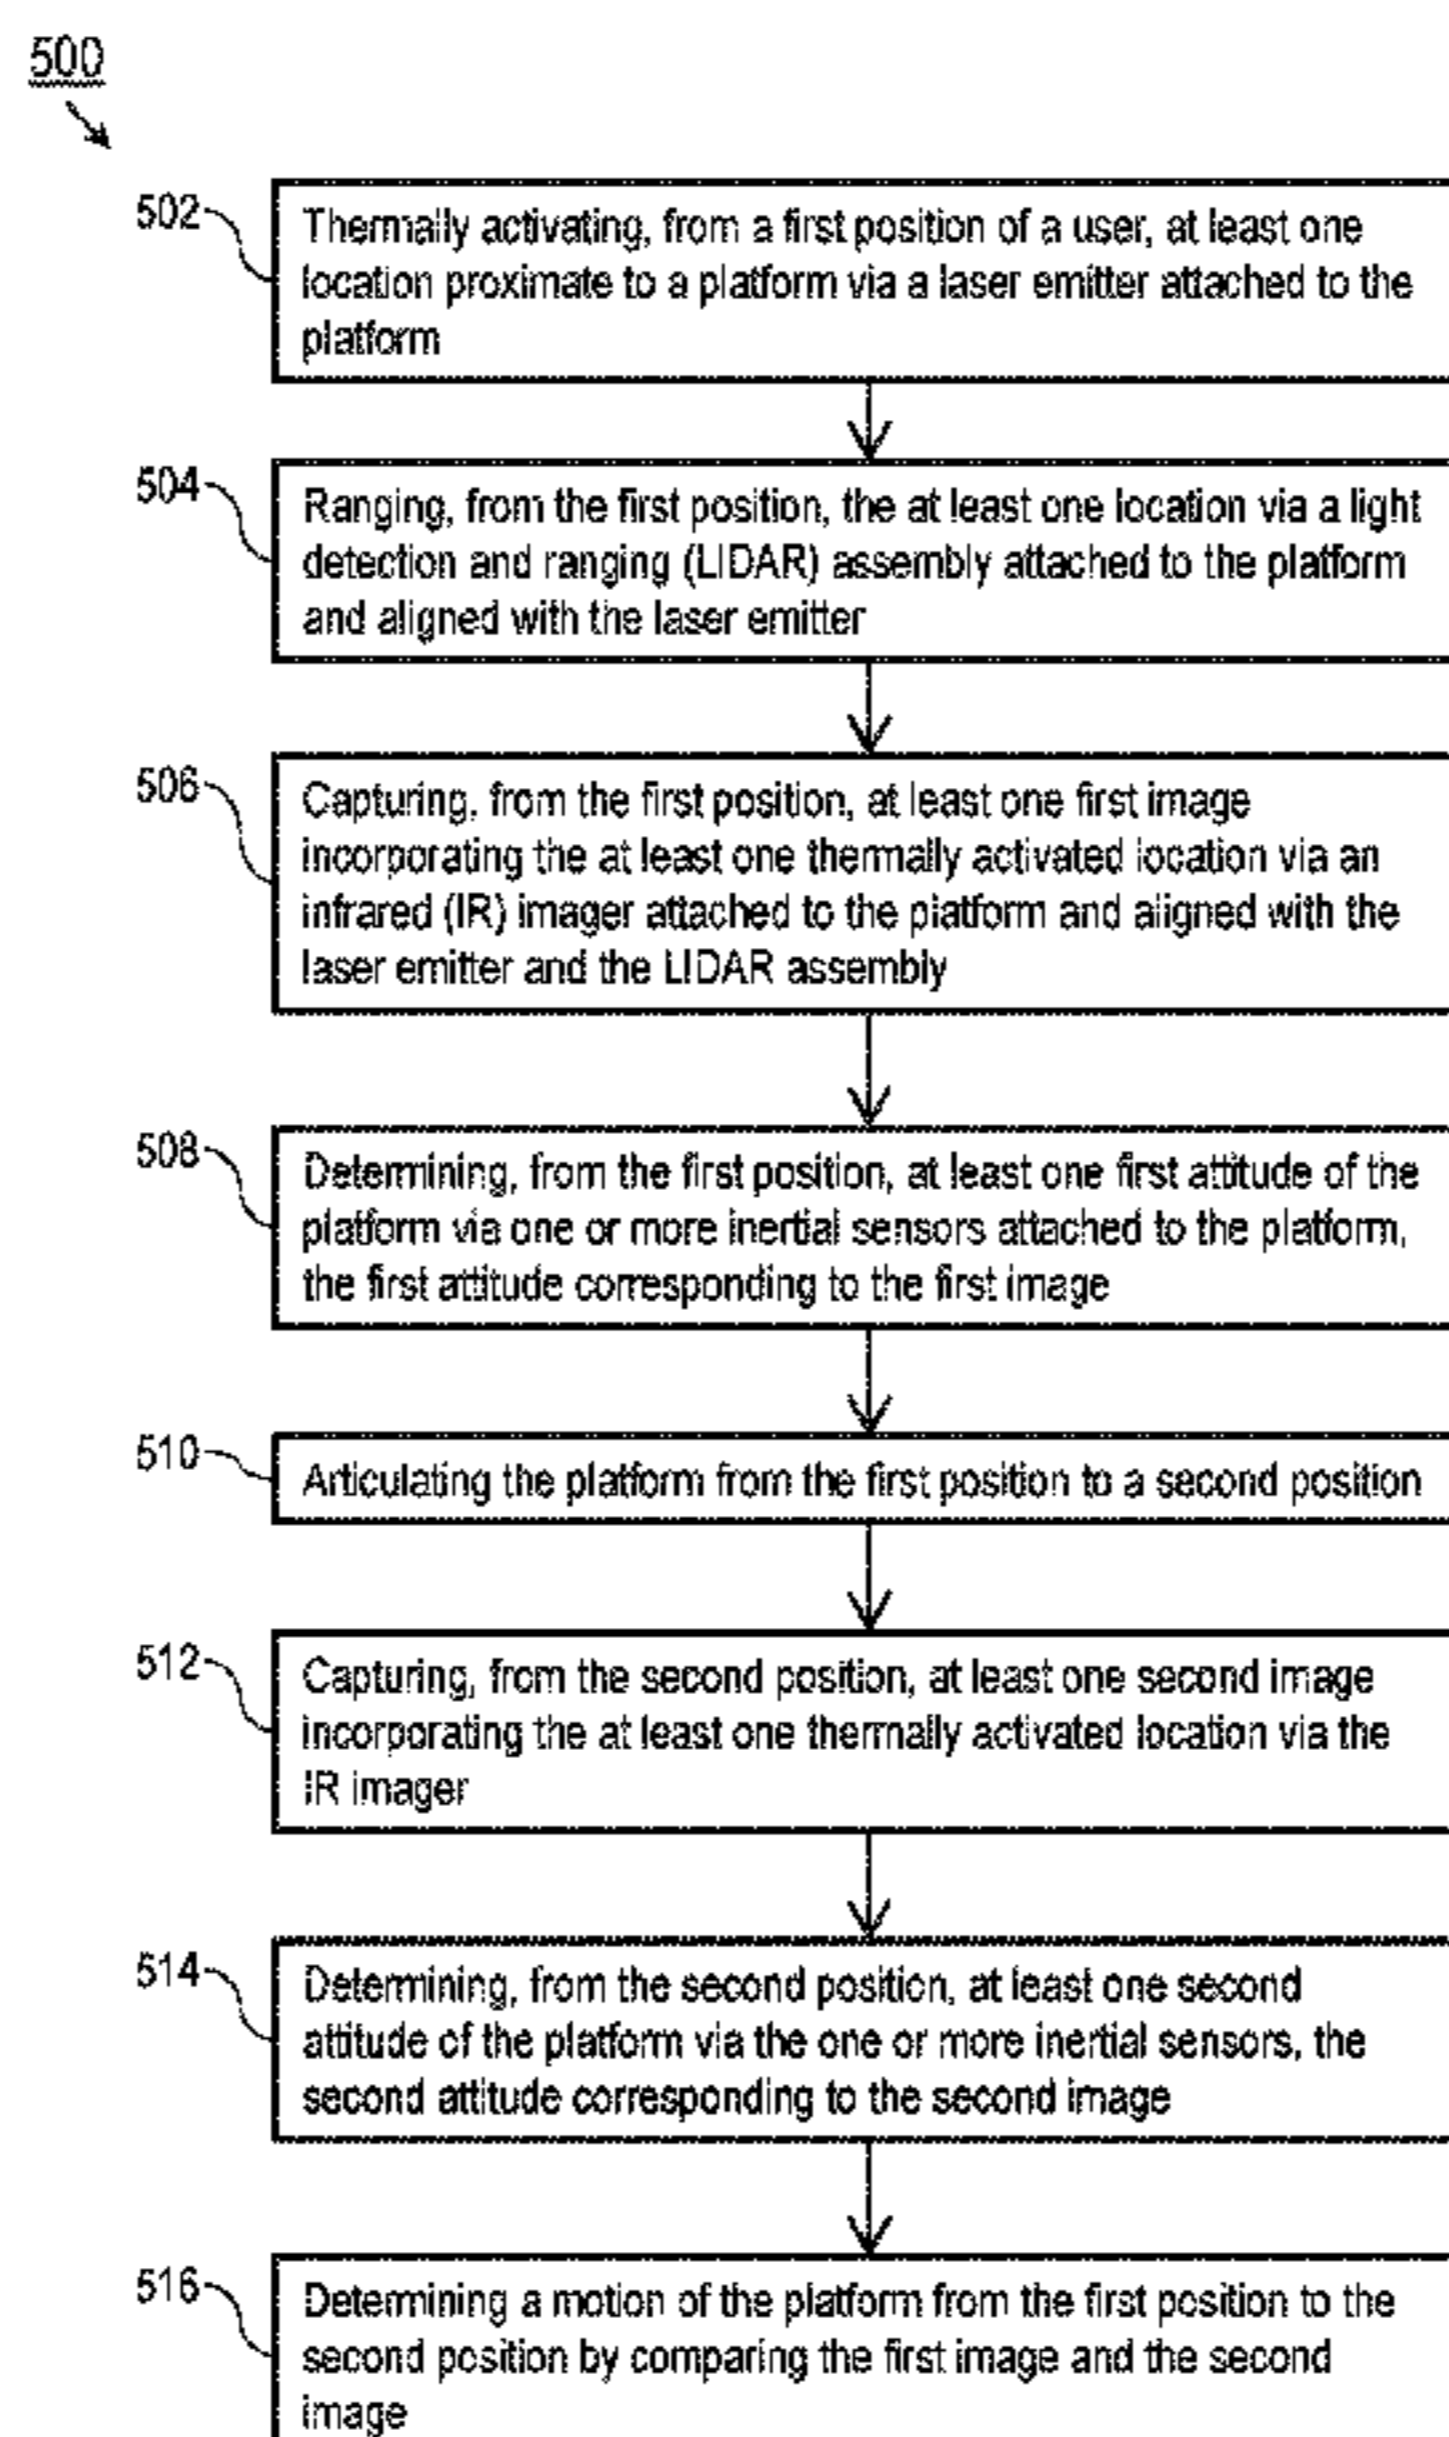 500
502
Thermally activating, from a first position of a user, at least one
location proximate to a platform via a laser emitter attached to the
platform
504
Ranging, from the first position, the at least one location via a light
detection and ranging (LIDAR) assembly attached to the platform
and aligned with the laser emitter
506
Capturing, from the first position, at least one first image
incorporating the at least one thermally activated location via an
infrared (IR) imager attached to the platform and aligned with the
laser emitter and the LIDAR assembly
508
Determining, from the first position, at least one first attitude of the
platform via one or more inertial sensors attached to the platform,
the first attitude corresponding to the first image
510
Articulating the platform from the first position to a second position
512
Capturing, from the second position, at least one second image
incorporating the at least one thermally activated location via the
IR imager
514
Determining, from the second position, at least one second
attitude of the platform via the one or more inertial sensors, the
second attitude corresponding to the second image
516
Determining a motion of the platform from the first position to the
second position by comparing the first image and the second
image